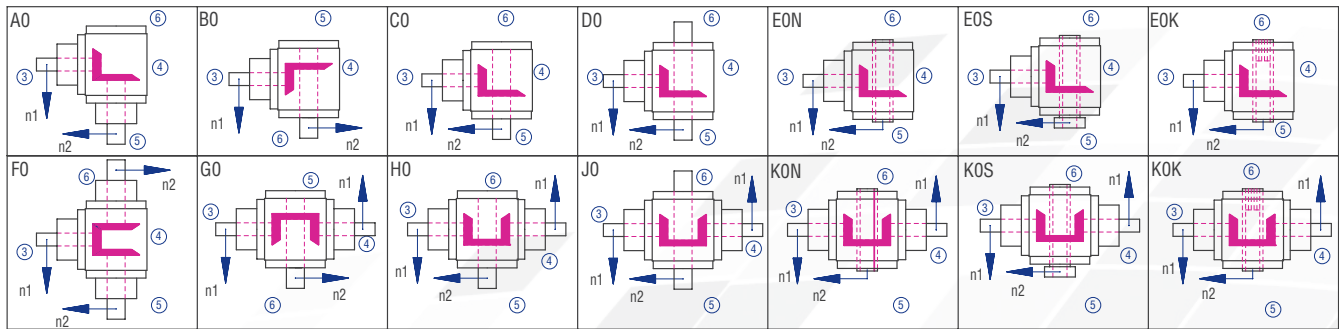 A0 ⑥ ③ ④ n1 ⑤ n2
B0 ⑤ ③ ④ n1 ⑥ n2
C0 ⑥ ③ ④ n1 ⑤ n2
D0 ⑥ ③ ④ n1 ⑤ n2
E0N ⑥ ③ ④ n1 ⑤ n2
E0S ⑥ ③ ④ n1 ⑤ n2
E0K ⑥ ③ ④ n1 ⑤ n2
F0 ⑥ n2 ③ ④ n1 n2 ⑤
G0 ⑤ n1 ③ ④ n1 n2 ⑥
H0 ⑥ n1 ③ ④ n1 n2 ⑤
J0 ⑥ n1 ③ ④ n1 n2 ⑤
K0N ⑥ n1 ③ ④ n1 n2 ⑤
K0S ⑥ n1 ③ ④ n1 n2 ⑤
K0K ⑥ n1 ③ ④ n1 n2 ⑤